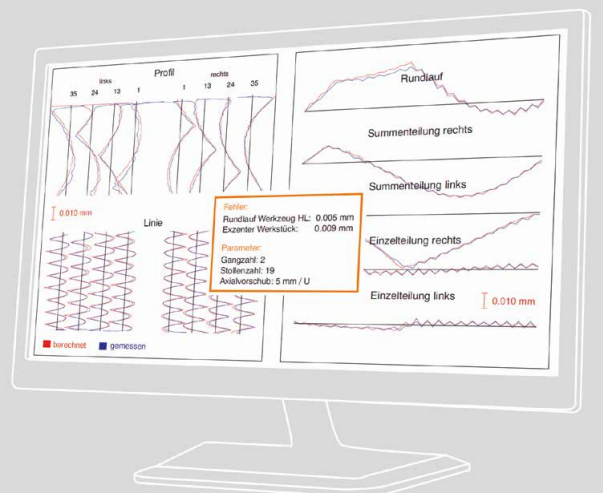 Profil
links
rechts
35 24 13 1
1 13 24 35
0.010 mm
Linie
berechnet
gemessen
Fehler:
Rundlauf Werkzeug HL: 0.005 mm
Exzenter Werkstück: 0.009 mm
Parameter:
Gangzahl: 2
Stollenzahl: 19
Axialvorschub: 5 mm / U
Rundlauf
Summenteilung rechts
Summenteilung links
Einzelteilung rechts
Einzelteilung links
0.010 mm